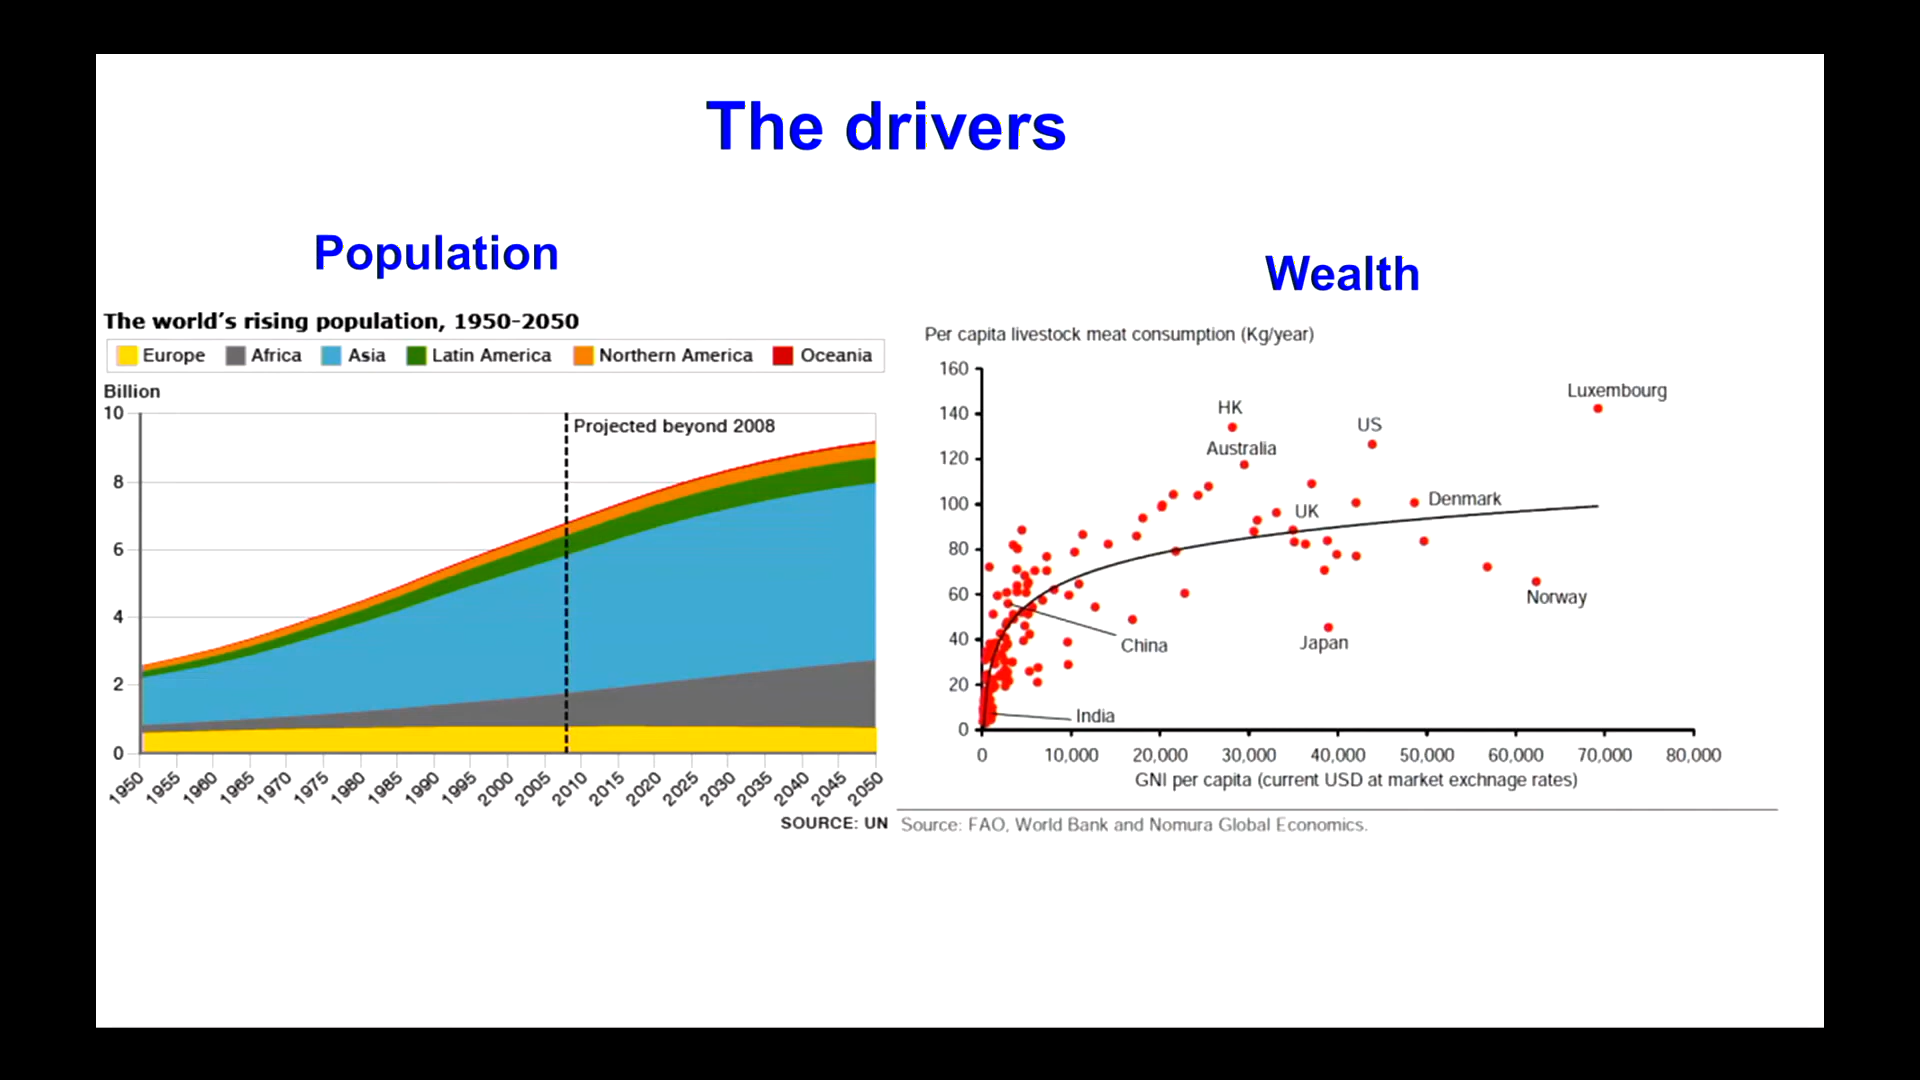 The drivers
Population
Wealth
The world's rising population, 1950-2050
Europe Africa Asia Latin America Northern America Oceania
Billion
10
8
6
4
2
0
Projected beyond 2008
1950 1955 1960 1965 1970 1975 1980 1985 1990 1995 2000 2005 2010 2015 2020 2025 2030 2035 2040 2045 2050
SOURCE: UN
Per capita livestock meat consumption (Kg/year)
160
140
120
100
80
60
40
20
0
Luxembourg
HK
US
Australia
Denmark
UK
Norway
Japan
China
India
0 10,000 20,000 30,000 40,000 50,000 60,000 70,000 80,000
GNI per capita (current USD at market exchnage rates)
Source: FAO, World Bank and Nomura Global Economics.